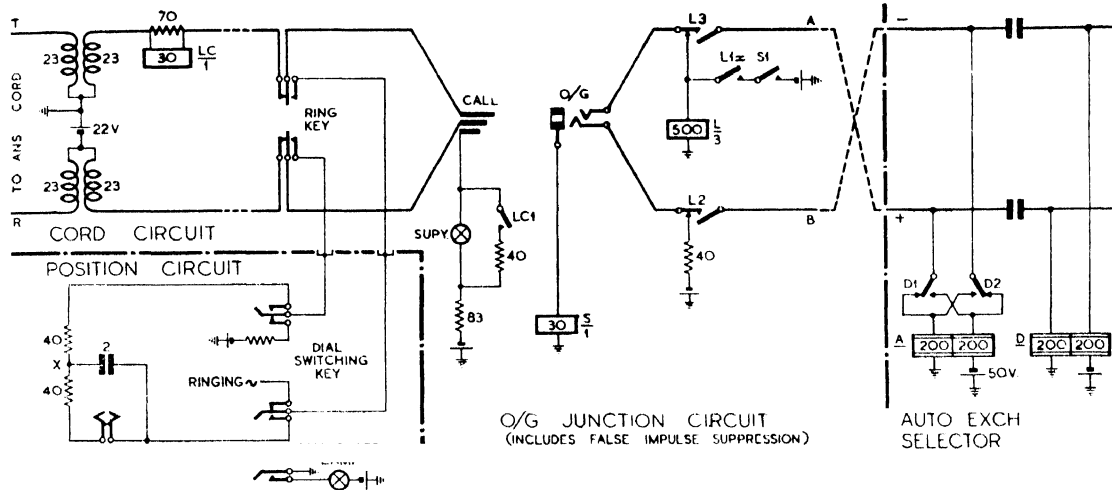 T
70
23
23
30
LC
1
TO ANS CORD
22V
23
23
R
RING
KEY
CALL
SUPY.
LC1
40
83
CORD CIRCUIT
POSITION CIRCUIT
40
X
40
2
DIAL
SWITCHING
KEY
RINGING
O/G
L3
A
L1
S1
500
L
3
L2
B
40
30
S
1
O/G JUNCTION CIRCUIT
(INCLUDES FALSE IMPULSE SUPPRESSION)
−
+
D1
D2
A
200
200
D
200
200
50V.
AUTO EXCH
SELECTOR